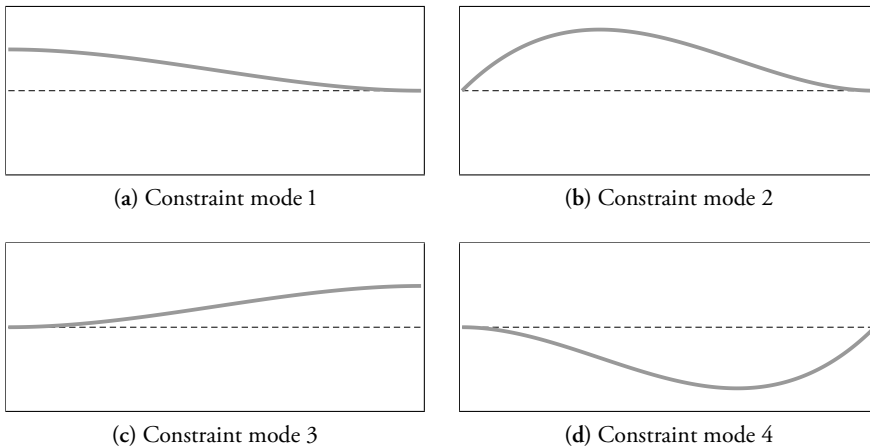 (a) Constraint mode 1
(b) Constraint mode 2
(c) Constraint mode 3
(d) Constraint mode 4